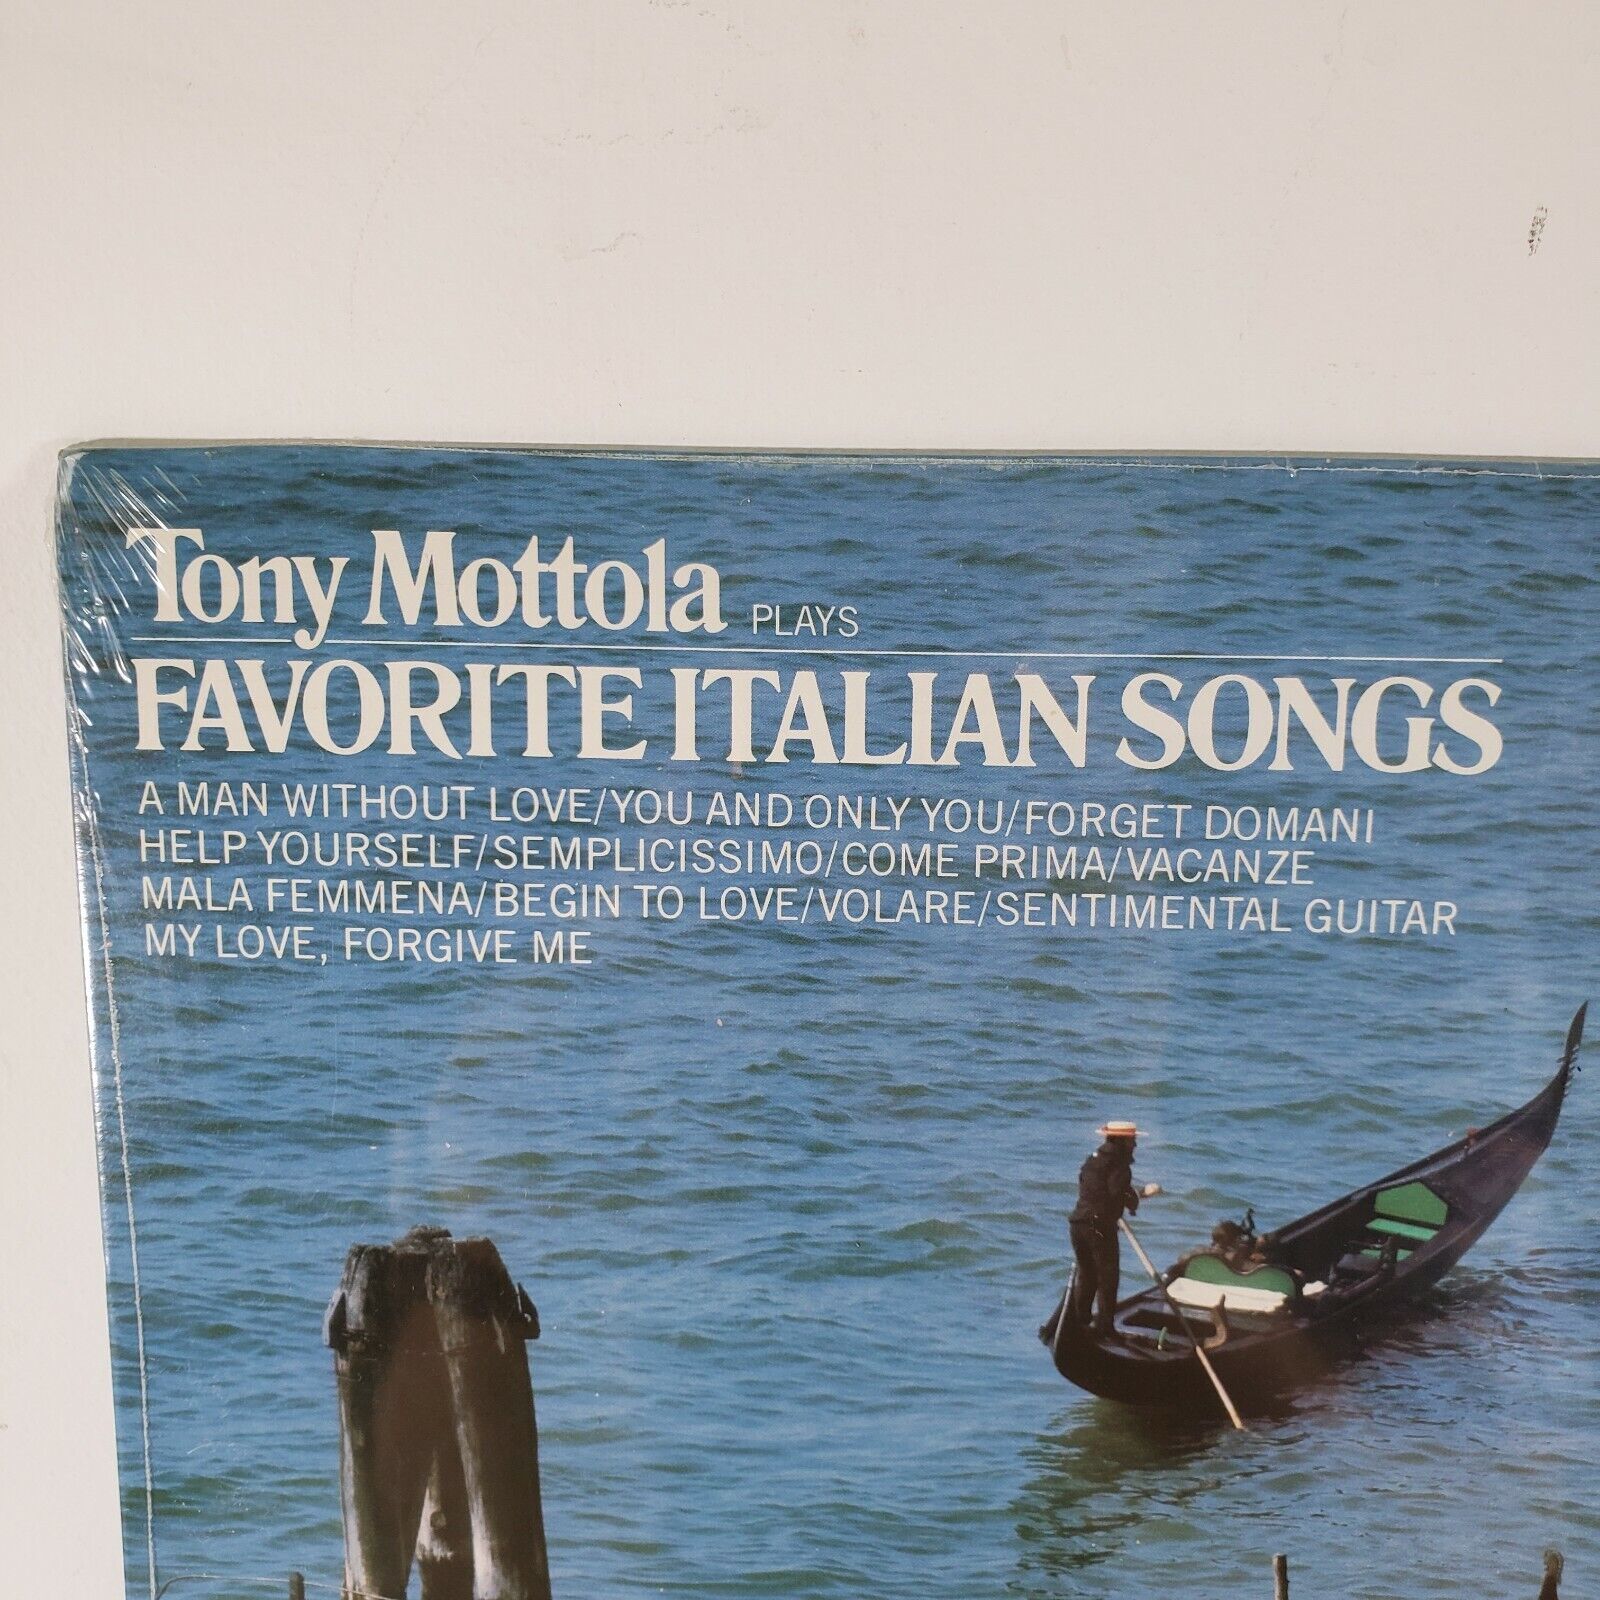 Tony Mottola PLAYS
FAVORITE ITALIAN SONGS
A MAN WITHOUT LOVE/YOU AND ONLY YOU/FORGET DOMANI
HELP YOURSELF/SEMPLICISSIMO/COME PRIMA/VACANZE
MALA FEMMENA/BEGIN TO LOVE/VOLARE/SENTIMENTAL GUITAR
MY LOVE, FORGIVE ME